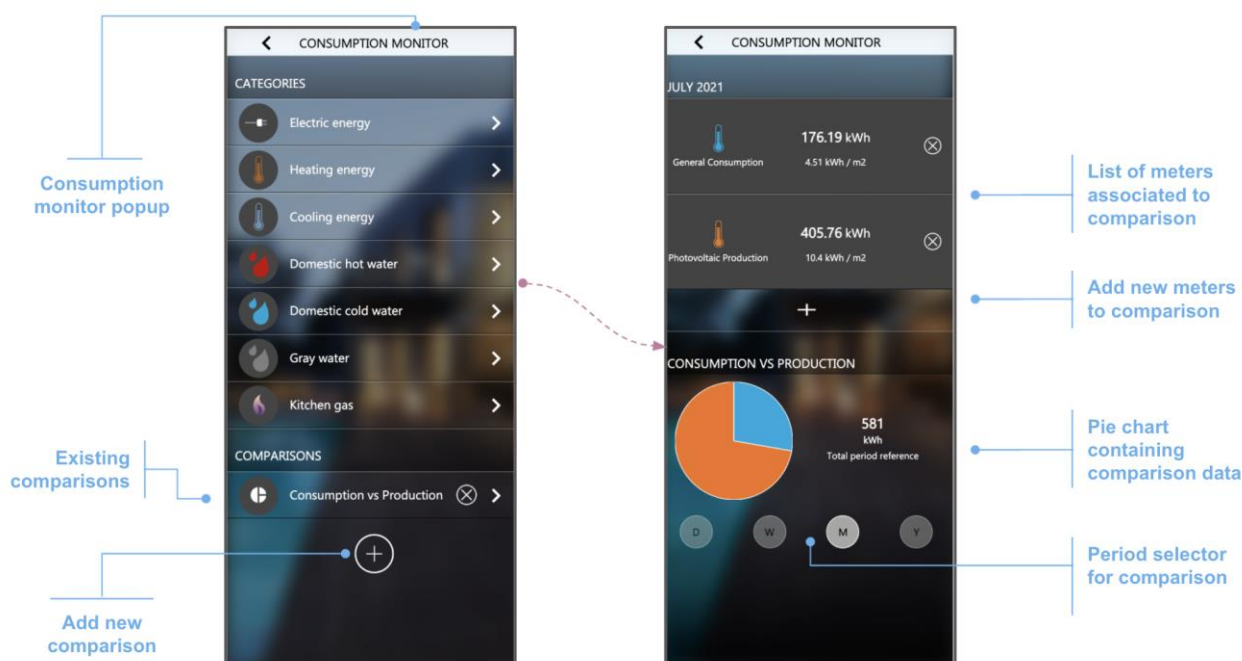 CONSUMPTION MONITOR
CATEGORIES
Electric energy
Heating energy
Cooling energy
Domestic hot water
Domestic cold water
Gray water
Kitchen gas
COMPARISONS
Consumption vs Production
Consumption
monitor popup
Existing
comparisons
Add new
comparison
CONSUMPTION MONITOR
JULY 2021
176.19 kWh
General Consumption
4.51 kWh / m2
405.76 kWh
Photovoltaic Production
10.4 kWh / m2
CONSUMPTION VS PRODUCTION
581
kWh
Total period reference
D
W
M
Y
List of meters
associated to
comparison
Add new meters
to comparison
Pie chart
containing
comparison data
Period selector
for comparison